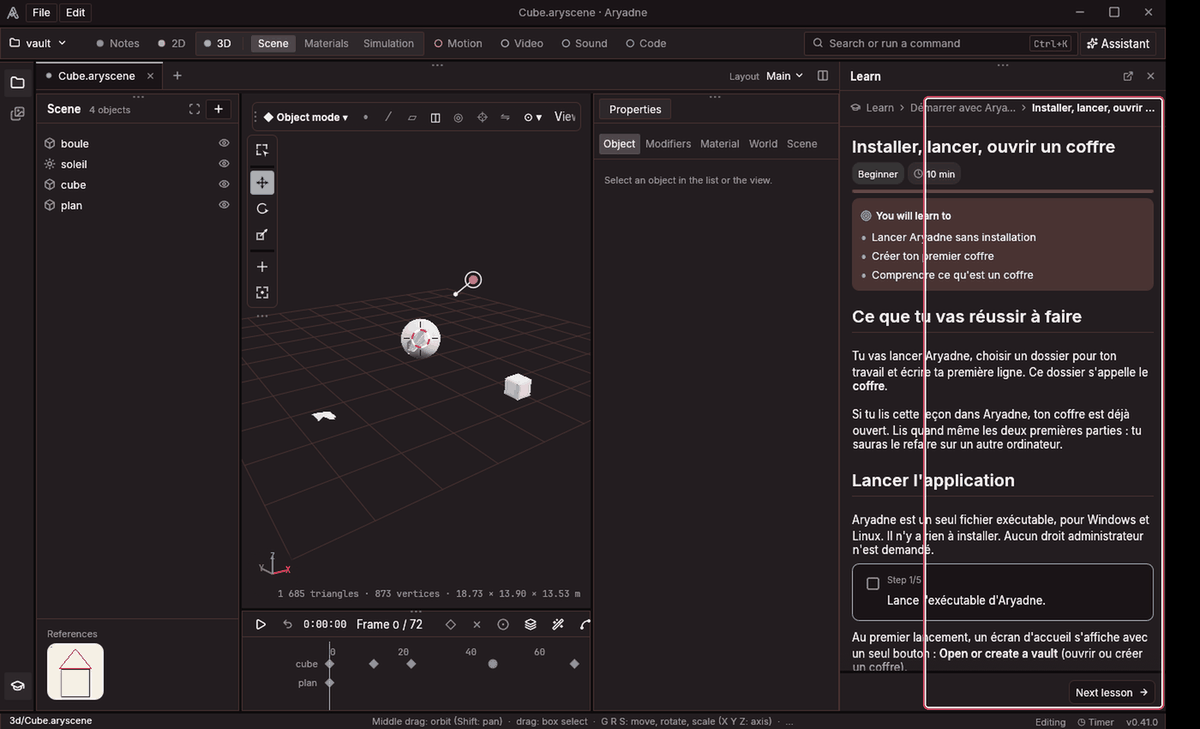 File Edit
Cube.aryscene · Aryadne
vault
Notes 2D 3D Scene Materials Simulation Motion Video Sound Code
Search or run a command Ctrl+K
Assistant
Cube.aryscene
Layout Main
Scene 4 objects
boule
soleil
cube
plan
References
Object mode
1 685 triangles · 873 vertices · 18.73 × 13.90 × 13.53 m
Z
Y X
0:00:00 Frame 0 / 72
0 20 40 60
cube
plan
Properties
Object Modifiers Material World Scene
Select an object in the list or the view.
Learn
Learn > Démarrer avec Arya... > Installer, lancer, ouvrir ...
Installer, lancer, ouvrir un coffre
Beginner 10 min
You will learn to
Lancer Aryadne sans installation
Créer ton premier coffre
Comprendre ce qu'est un coffre
Ce que tu vas réussir à faire
Tu vas lancer Aryadne, choisir un dossier pour ton
travail et écrire ta première ligne. Ce dossier s'appelle le
coffre.
Si tu lis cette leçon dans Aryadne, ton coffre est déjà
ouvert. Lis quand même les deux premières parties : tu
sauras le refaire sur un autre ordinateur.
Lancer l'application
Aryadne est un seul fichier exécutable, pour Windows et
Linux. Il n'y a rien à installer. Aucun droit administrateur
n'est demandé.
Step 1/5
Lance l'exécutable d'Aryadne.
Au premier lancement, un écran d'accueil s'affiche avec
un seul bouton : Open or create a vault (ouvrir ou créer
un coffre).
Next lesson
3d/Cube.aryscene
Middle drag: orbit (Shift: pan) · drag: box select · G R S: move, rotate, scale (X Y Z: axis) · ...
Editing Timer v0.41.0